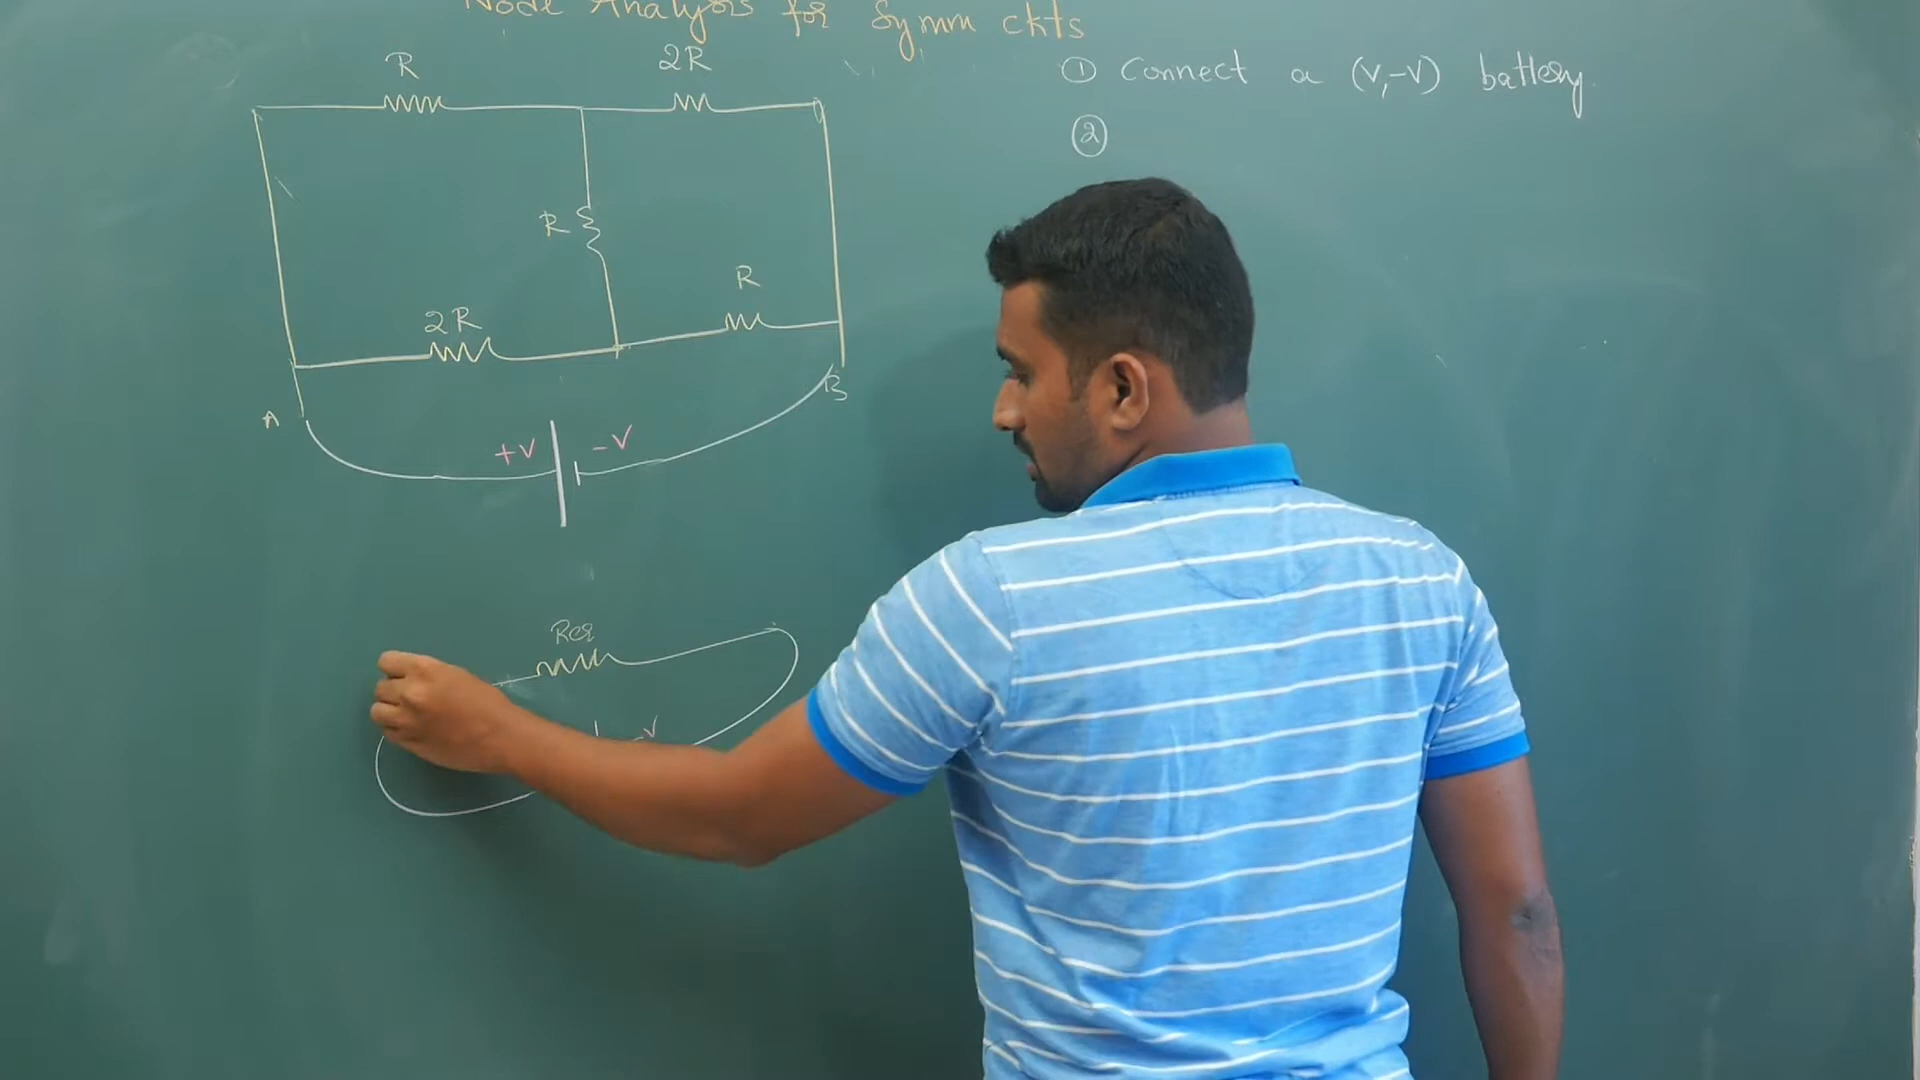 Node Analysis for Symm ckts
R
2R
① Connect a (V,-V) battery.
②
R
R
2R
A
B
+V
-V
Req
-V